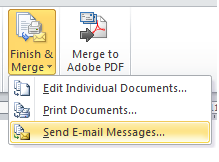 Finish &
Merge
Merge to
Adobe PDF
Edit Individual Documents...
Print Documents...
Send E-mail Messages...